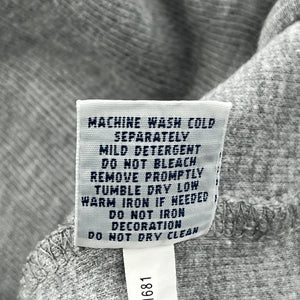 MACHINE WASH COLD
SEPARATELY
MILD DETERGENT
DO NOT BLEACH
REMOVE PROMPTLY
TUMBLE DRY LOW
WARM IRON IF NEEDED
DO NOT IRON
DECORATION
DO NOT DRY CLEAN
1681